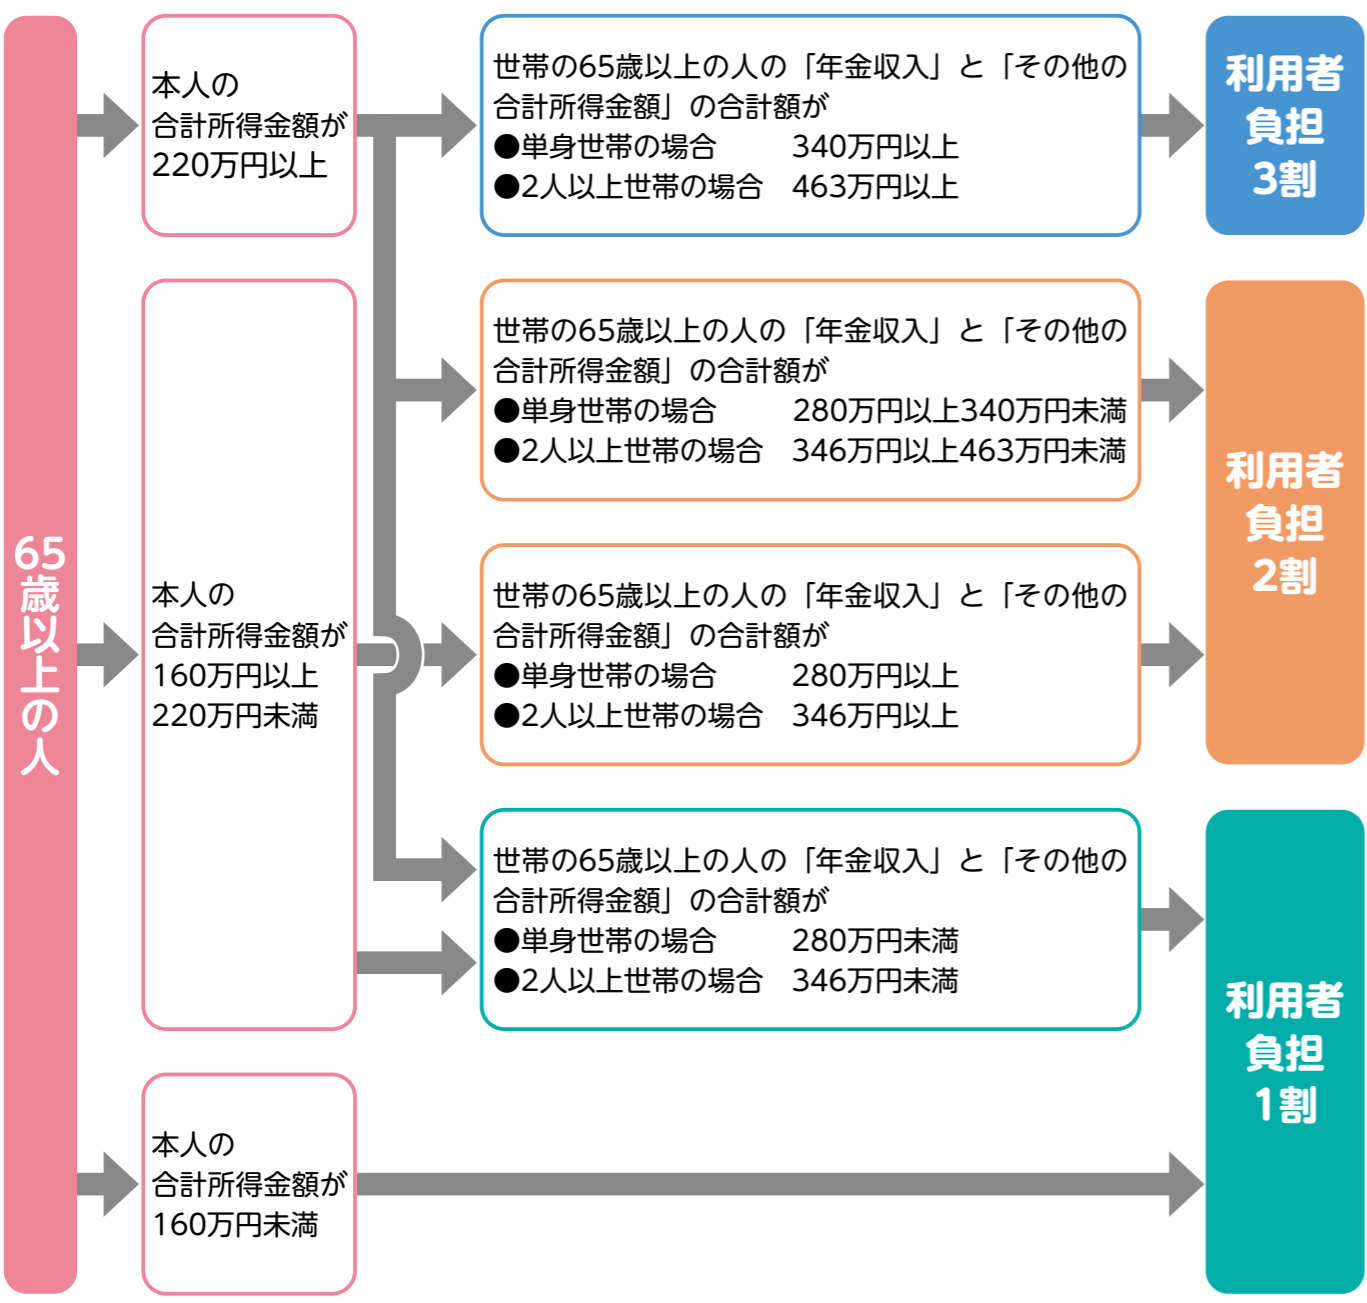 65歳以上の人
本人の
合計所得金額が
220万円以上
世帯の65歳以上の人の「年金収入」と「その他の
合計所得金額」の合計額が
●単身世帯の場合　340万円以上
●2人以上世帯の場合　463万円以上
利用者
負担
3割
世帯の65歳以上の人の「年金収入」と「その他の
合計所得金額」の合計額が
●単身世帯の場合　280万円以上340万円未満
●2人以上世帯の場合　346万円以上463万円未満
本人の
合計所得金額が
160万円以上
220万円未満
世帯の65歳以上の人の「年金収入」と「その他の
合計所得金額」の合計額が
●単身世帯の場合　280万円以上
●2人以上世帯の場合　346万円以上
利用者
負担
2割
世帯の65歳以上の人の「年金収入」と「その他の
合計所得金額」の合計額が
●単身世帯の場合　280万円未満
●2人以上世帯の場合　346万円未満
本人の
合計所得金額が
160万円未満
利用者
負担
1割